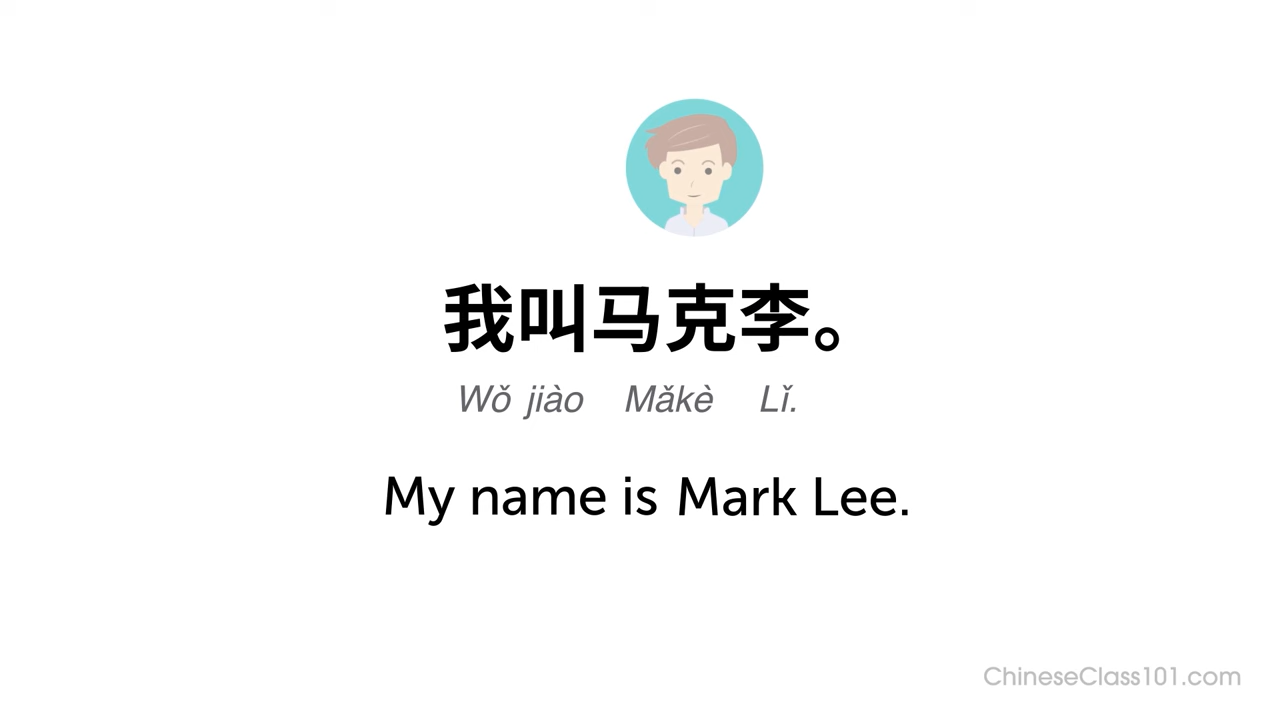 我叫马克李。
Wǒ jiào Mǎkè Lǐ.
My name is Mark Lee.
ChineseClass101.com